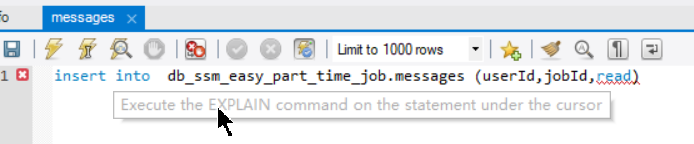 fo
messages
Limit to 1000 rows
1 insert into db_ssm_easy_part_time_job.messages (userId,jobId,read)
Execute the EXPLAIN command on the statement under the cursor